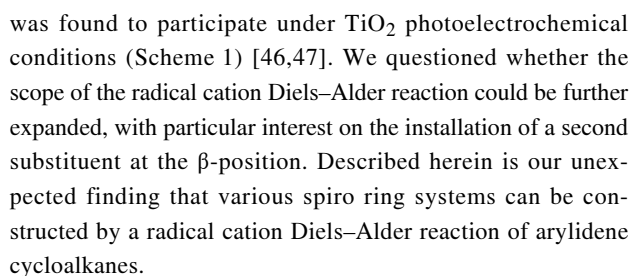 was found to participate under TiO2 photoelectrochemical
conditions (Scheme 1) [46,47]. We questioned whether the
scope of the radical cation Diels–Alder reaction could be further
expanded, with particular interest on the installation of a second
substituent at the β-position. Described herein is our unex-
pected finding that various spiro ring systems can be con-
structed by a radical cation Diels–Alder reaction of arylidene
cycloalkanes.